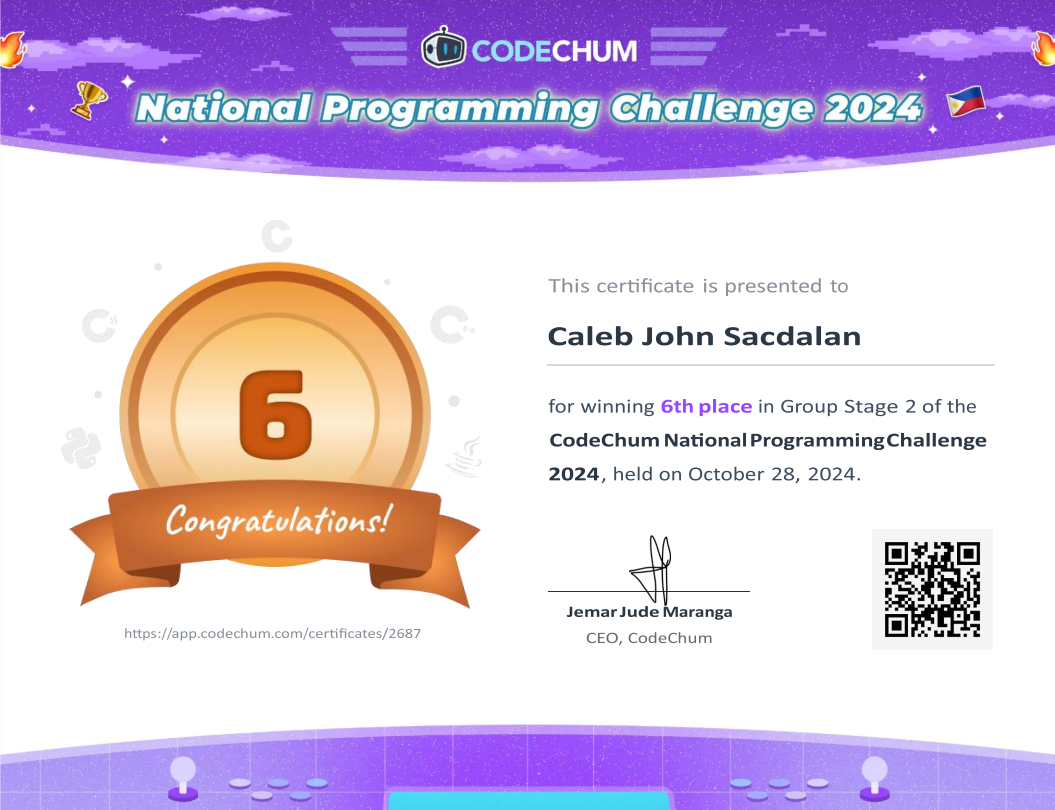 CODECHUM
National Programming Challenge 2024
This certificate is presented to
Caleb John Sacdalan
6
for winning 6th place in Group Stage 2 of the
CodeChum National Programming Challenge
2024, held on October 28, 2024.
Congratulations!
Jemar Jude Maranga
CEO, CodeChum
https://app.codechum.com/certificates/2687